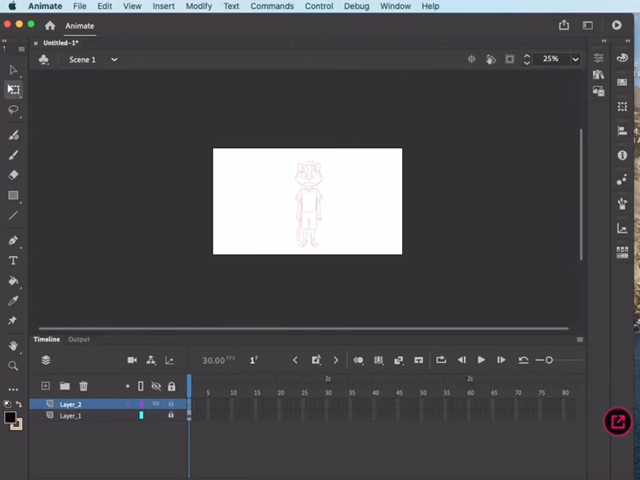 Animate File Edit View Insert Modify Text Commands Control Debug Window Help
Animate
Untitled-1*
Scene 1
25%
Timeline Output
30.00 FPS 1 F
1s 2s
5 10 15 20 25 30 35 40 45 50 55 60 65 70 75 80
Layer_2
Layer_1